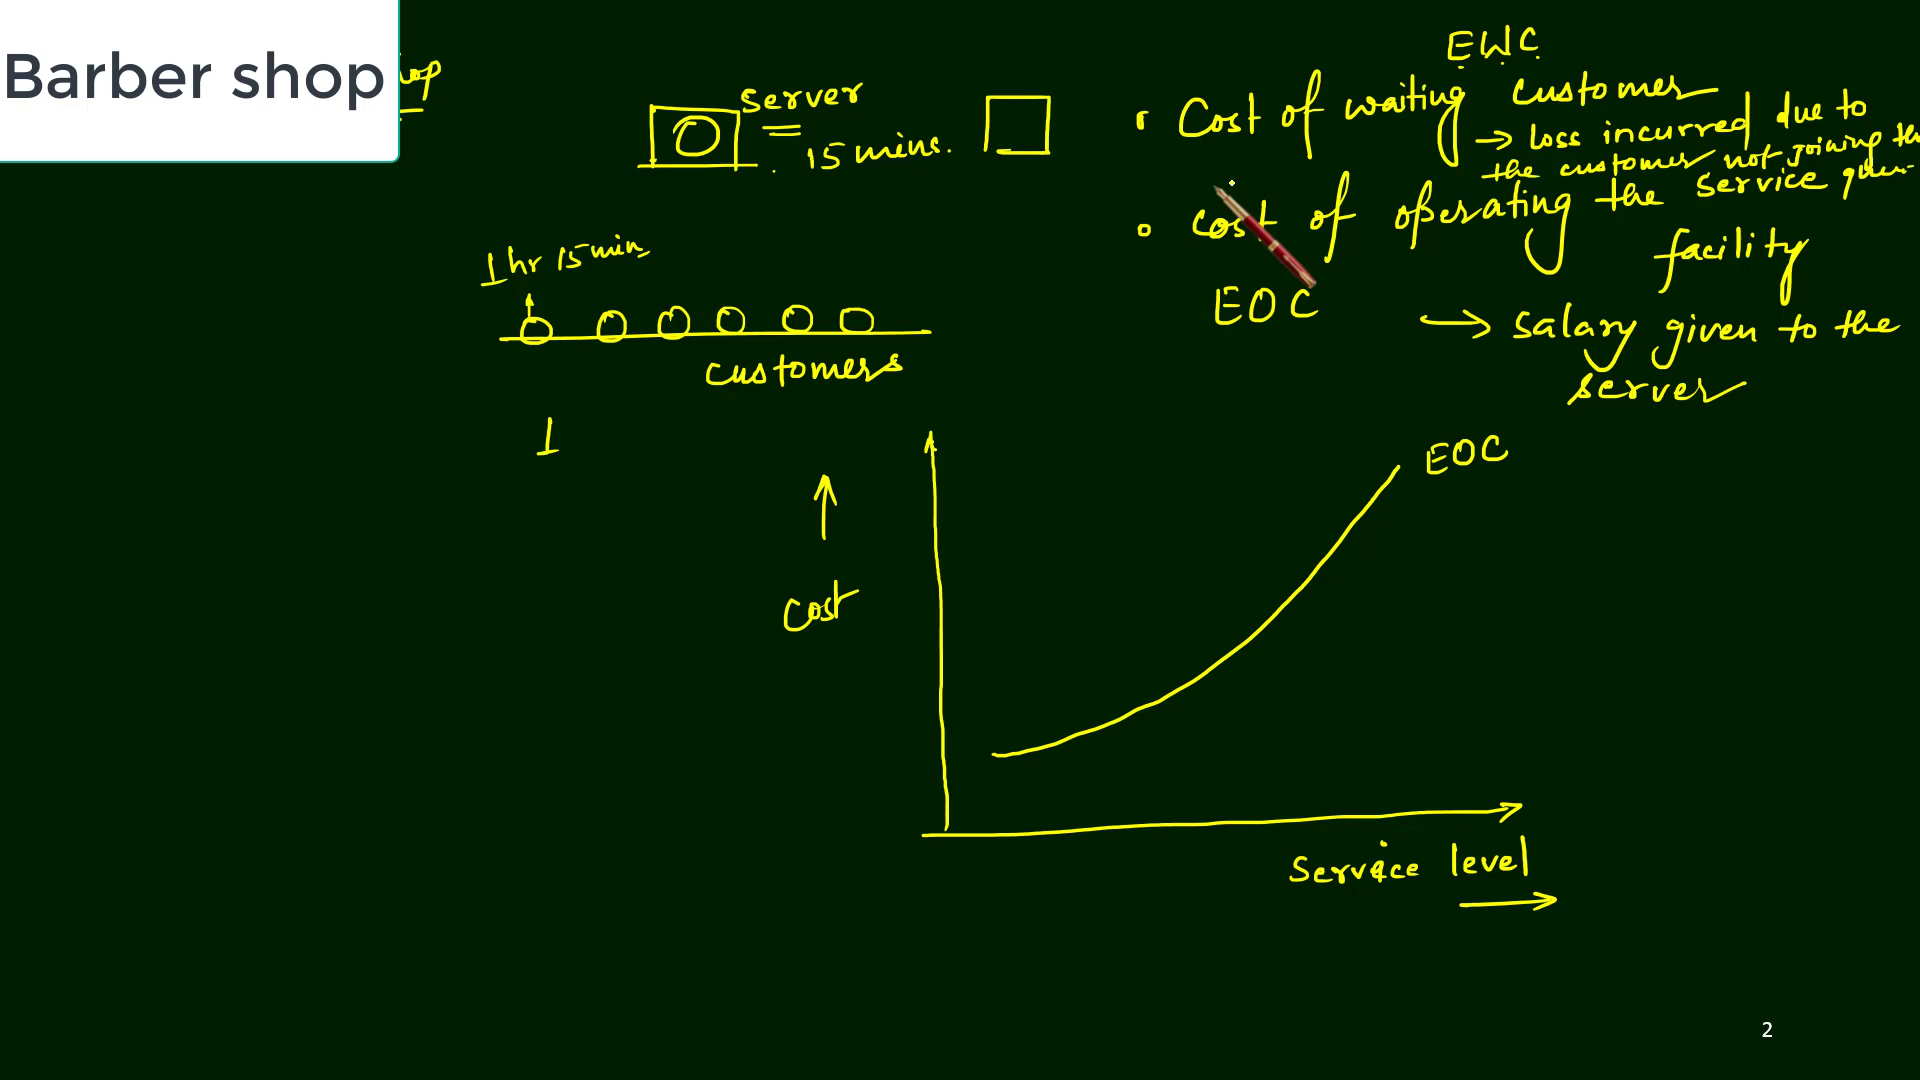 Barber shop
Server
15 mins.
1 hr 15 min
customers
1
EWC
Cost of waiting customer
→ loss incurred due to
the customer not joining the
service
Cost of operating the
facility
EOC
→ salary given to the
server
EOC
Cost
Service level
2